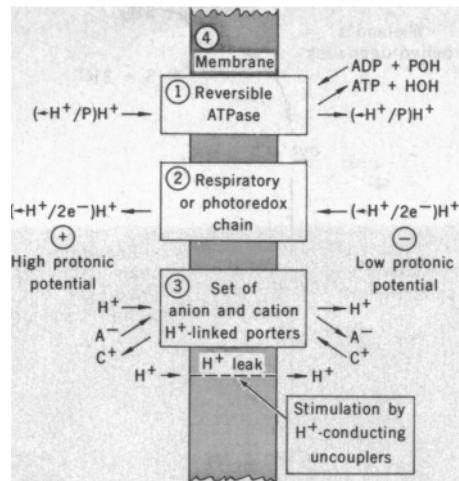 ④
Membrane
① Reversible
ATPase
ADP + POH
ATP + HOH
(←H⁺/P)H⁺
(←H⁺/P)H⁺
② Respiratory
or photoredox
chain
(←H⁺/2e⁻)H⁺
(←H⁺/2e⁻)H⁺
+
High protonic
potential
−
Low protonic
potential
③ Set of
anion and cation
H⁺-linked porters
H⁺
A⁻
C⁺
H⁺
A⁻
C⁺
H⁺ leak
H⁺
H⁺
Stimulation by
H⁺-conducting
uncouplers